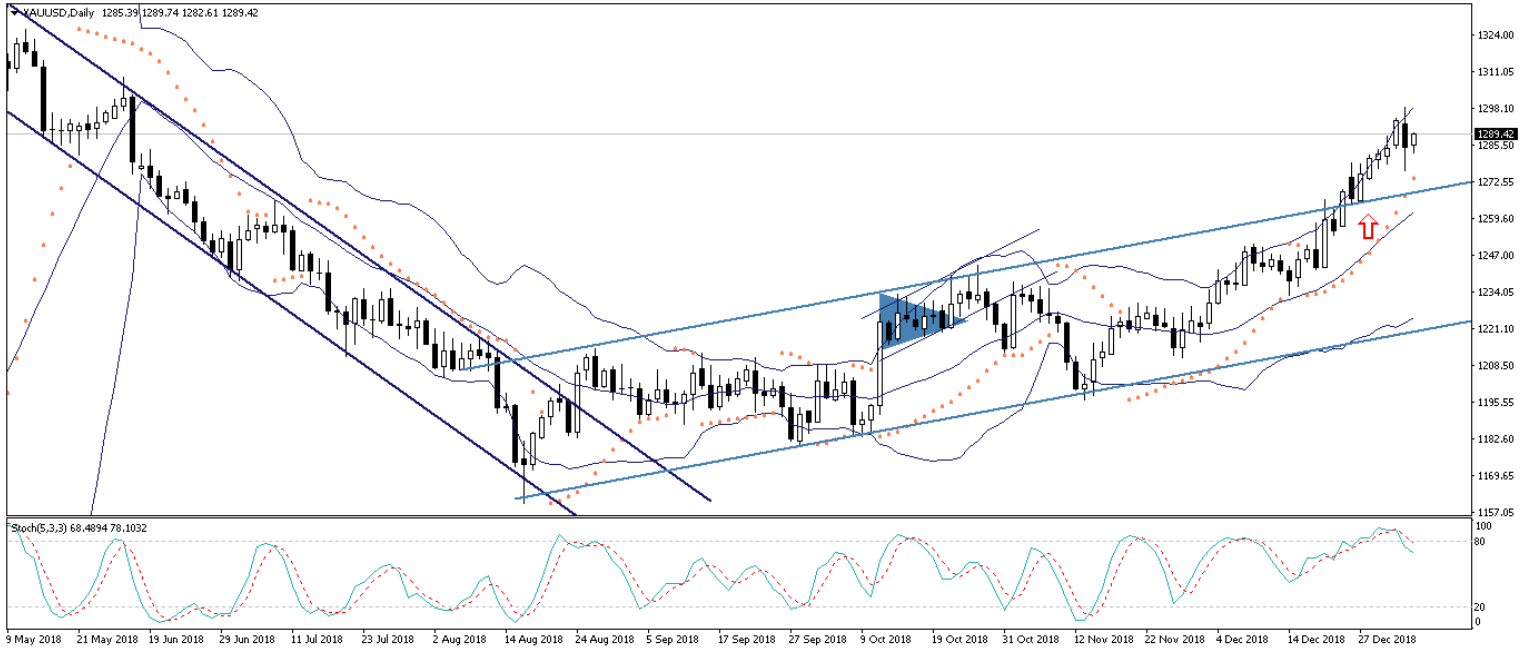 XAUUSD,Daily 1285.39 1289.74 1282.61 1289.42
1324.00
1311.05
1298.10
1289.42
1285.50
1272.55
1259.60
1247.00
1234.05
1221.10
1208.50
1195.55
1182.60
1169.65
1157.05
Stoch(5,3,3) 68.4894 78.1032
100
80
20
0
9 May 2018
21 May 2018
19 Jun 2018
29 Jun 2018
11 Jul 2018
23 Jul 2018
2 Aug 2018
14 Aug 2018
24 Aug 2018
5 Sep 2018
17 Sep 2018
27 Sep 2018
9 Oct 2018
19 Oct 2018
31 Oct 2018
12 Nov 2018
22 Nov 2018
4 Dec 2018
14 Dec 2018
27 Dec 2018